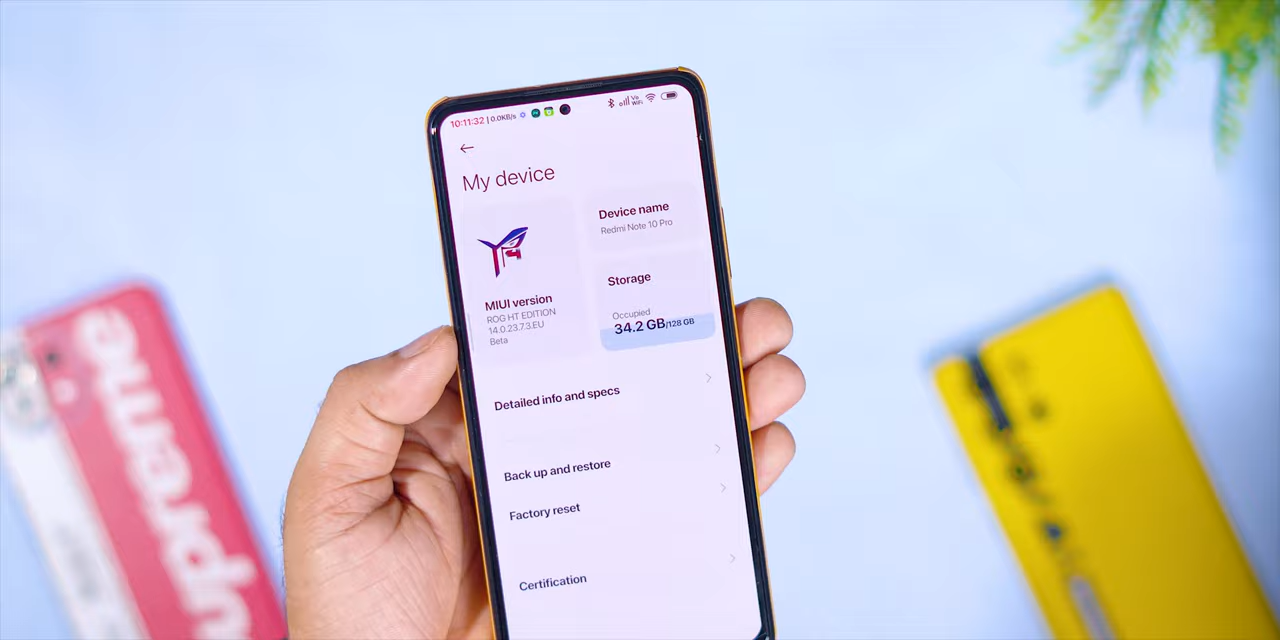 10:11:32 | 0.0KB/s
Vo
WiFi
My device
Device name
Redmi Note 10 Pro
MIUI version
ROG HT EDITION
14.0.23.7.3.EU
Beta
Storage
Occupied
34.2 GB/128 GB
Detailed info and specs
Back up and restore
Factory reset
Certification
Supreme